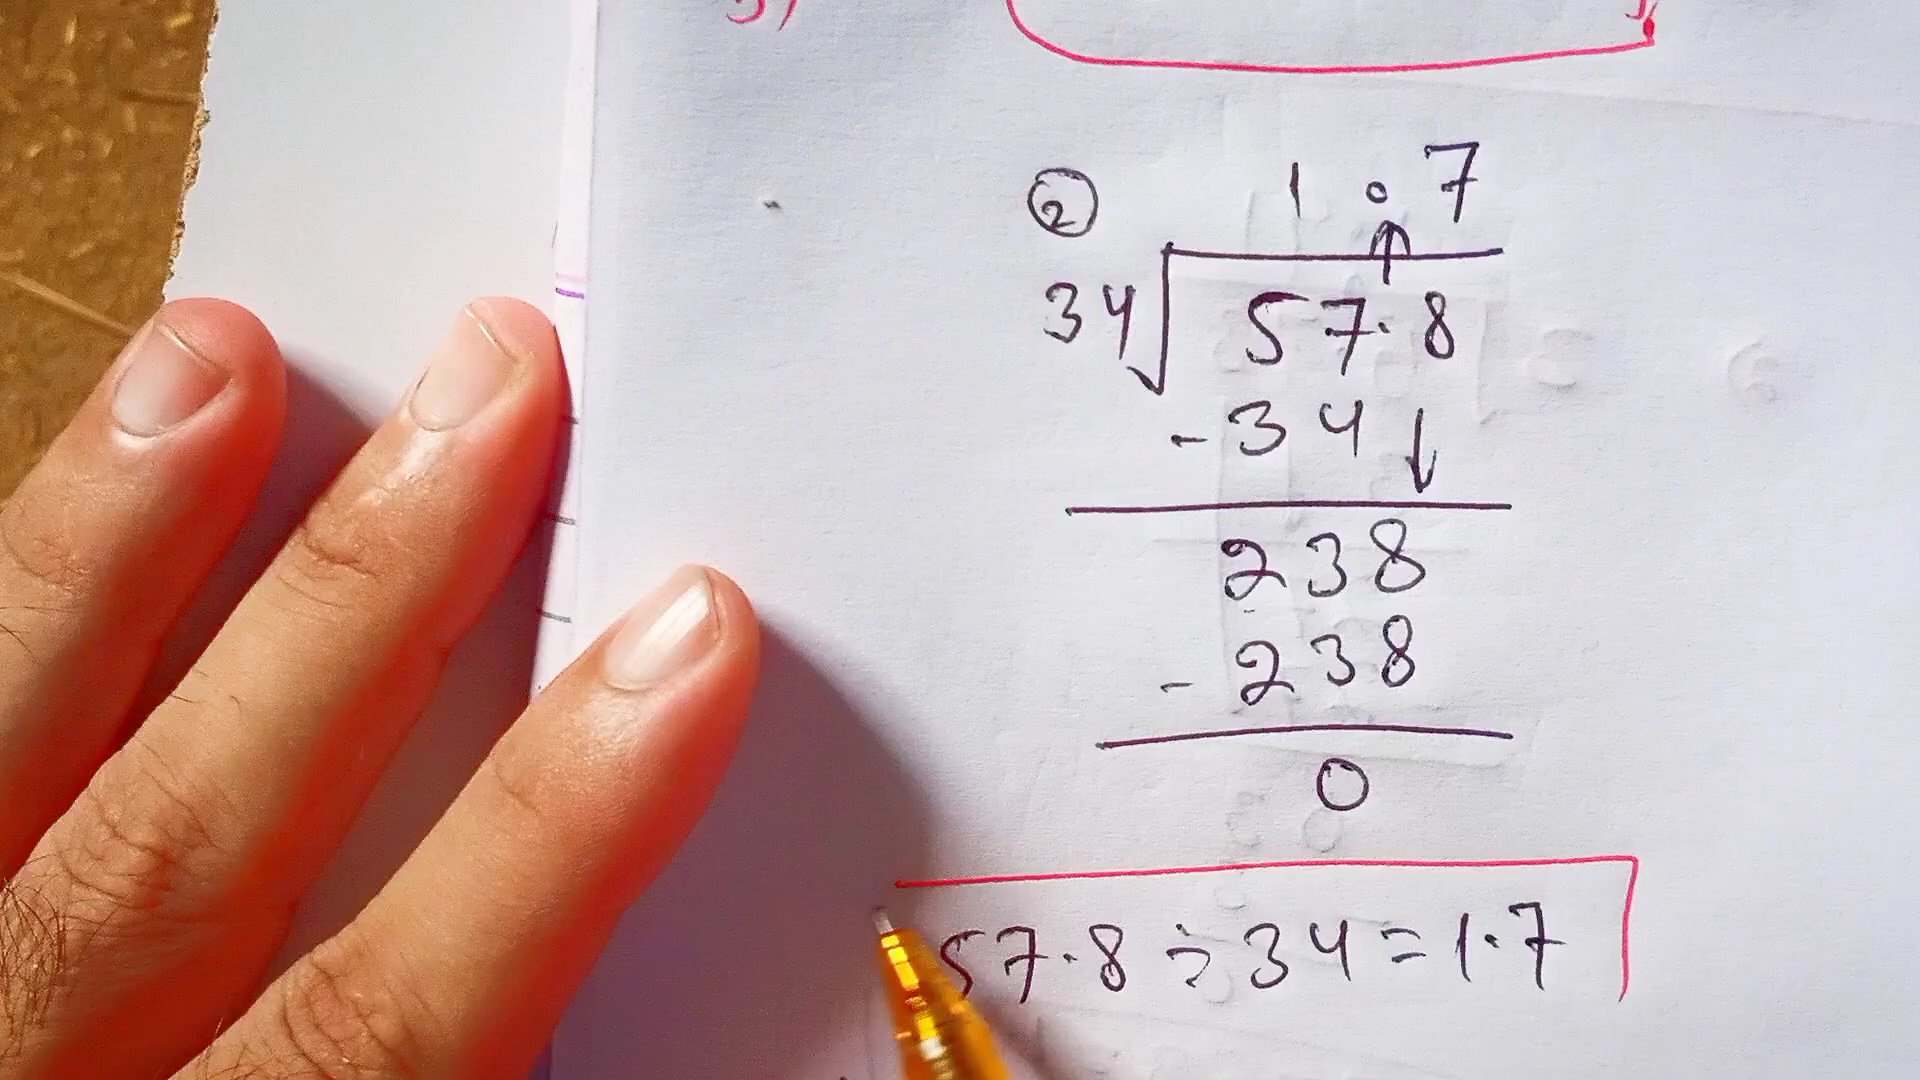 ② 1.7
34 57.8
- 34 ↓
238
- 238
0
57.8 ÷ 34 = 1.7